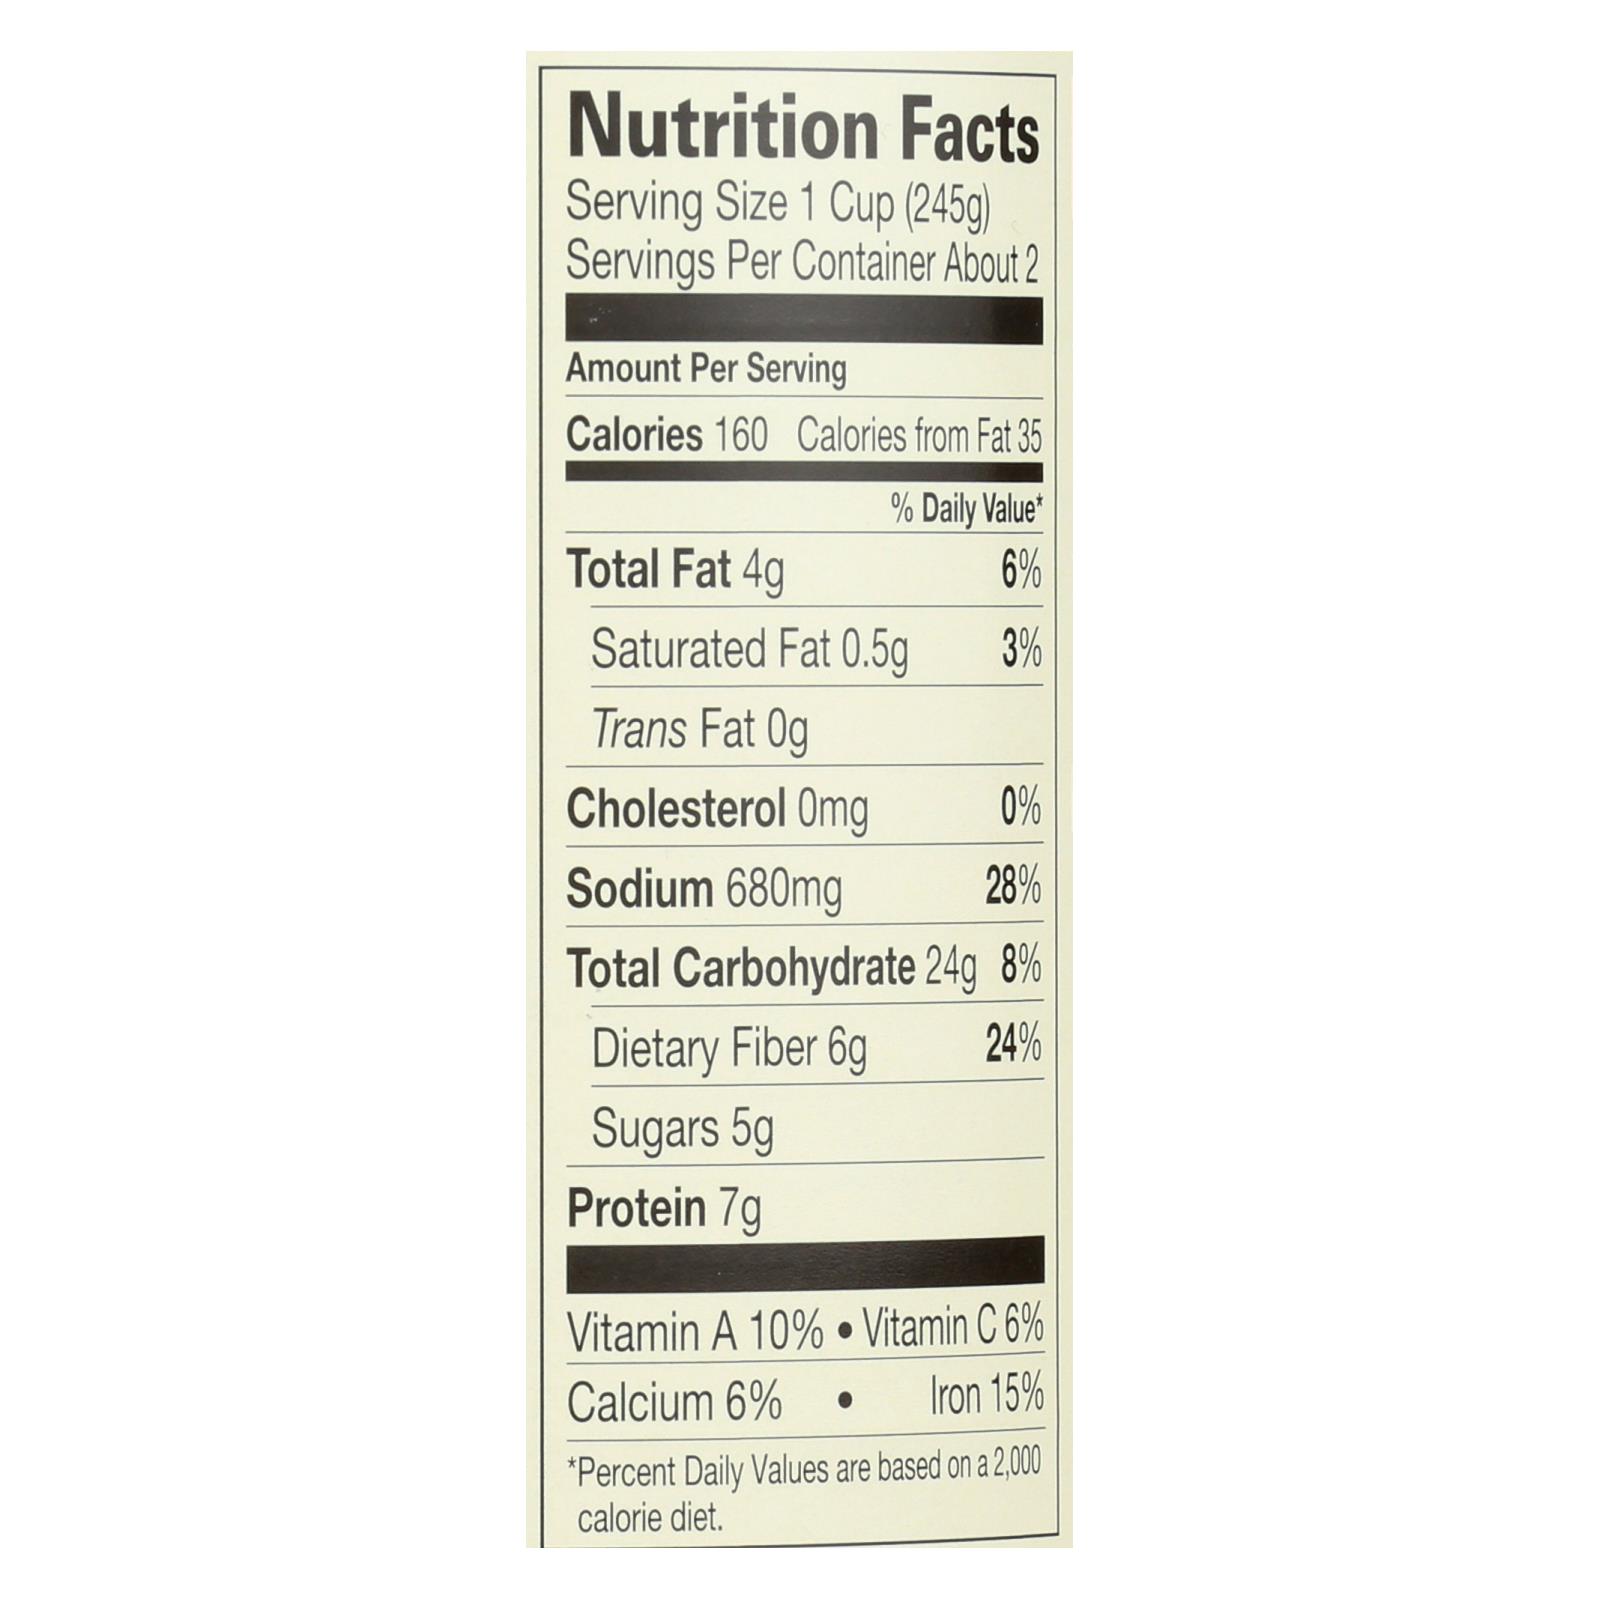 Nutrition Facts
Serving Size 1 Cup (245g)
Servings Per Container About 2
Amount Per Serving
Calories 160 Calories from Fat 35
% Daily Value*
Total Fat 4g 6%
Saturated Fat 0.5g 3%
Trans Fat 0g
Cholesterol 0mg 0%
Sodium 680mg 28%
Total Carbohydrate 24g 8%
Dietary Fiber 6g 24%
Sugars 5g
Protein 7g
Vitamin A 10% • Vitamin C 6%
Calcium 6% • Iron 15%
*Percent Daily Values are based on a 2,000
calorie diet.